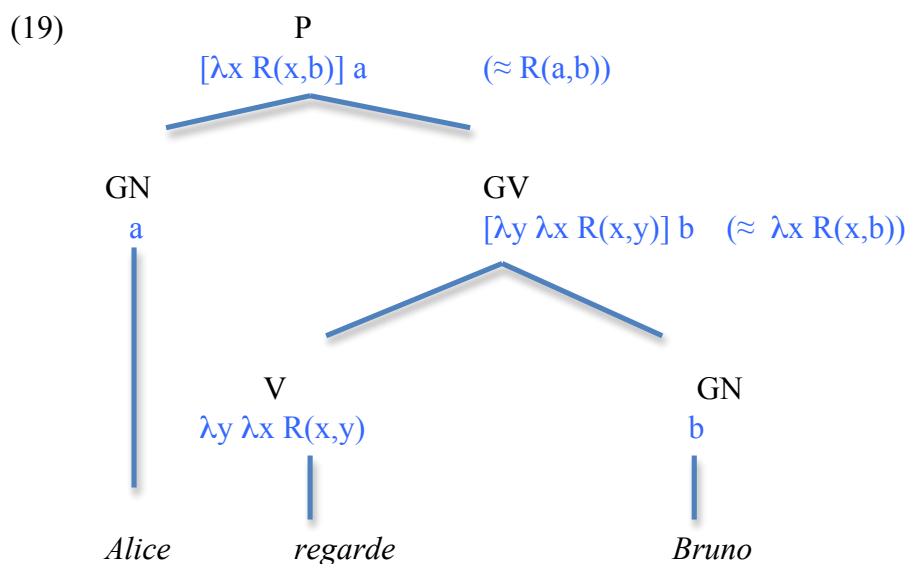 (19) P
[λx R(x,b)] a (≈ R(a,b))
GN GV
a
[λy λx R(x,y)] b (≈ λx R(x,b))
V GN
λy λx R(x,y) b
Alice regarde Bruno